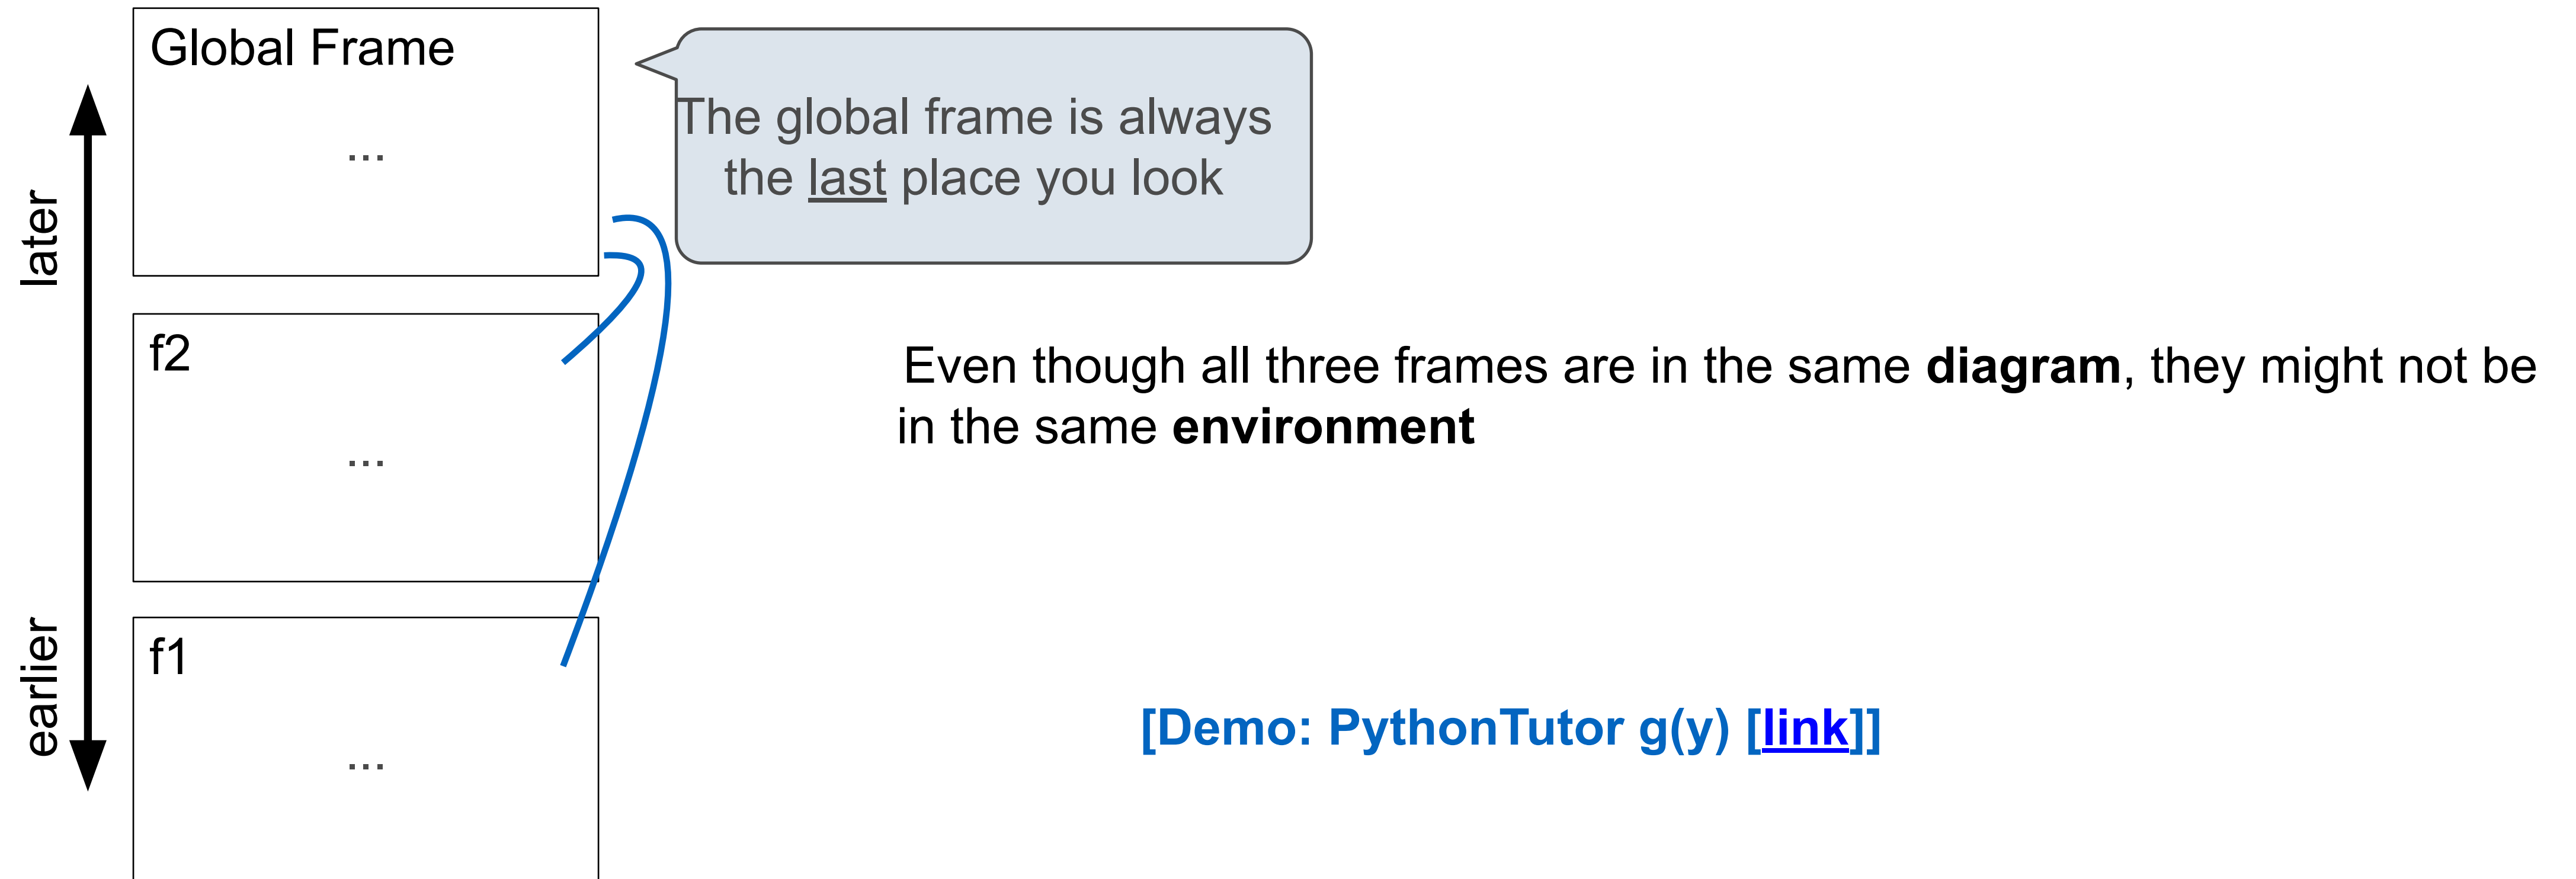 Global Frame
...
The global frame is always
the last place you look
later
f2
...
Even though all three frames are in the same diagram, they might not be
in the same environment
earlier
f1
...
[Demo: PythonTutor g(y) [link]]